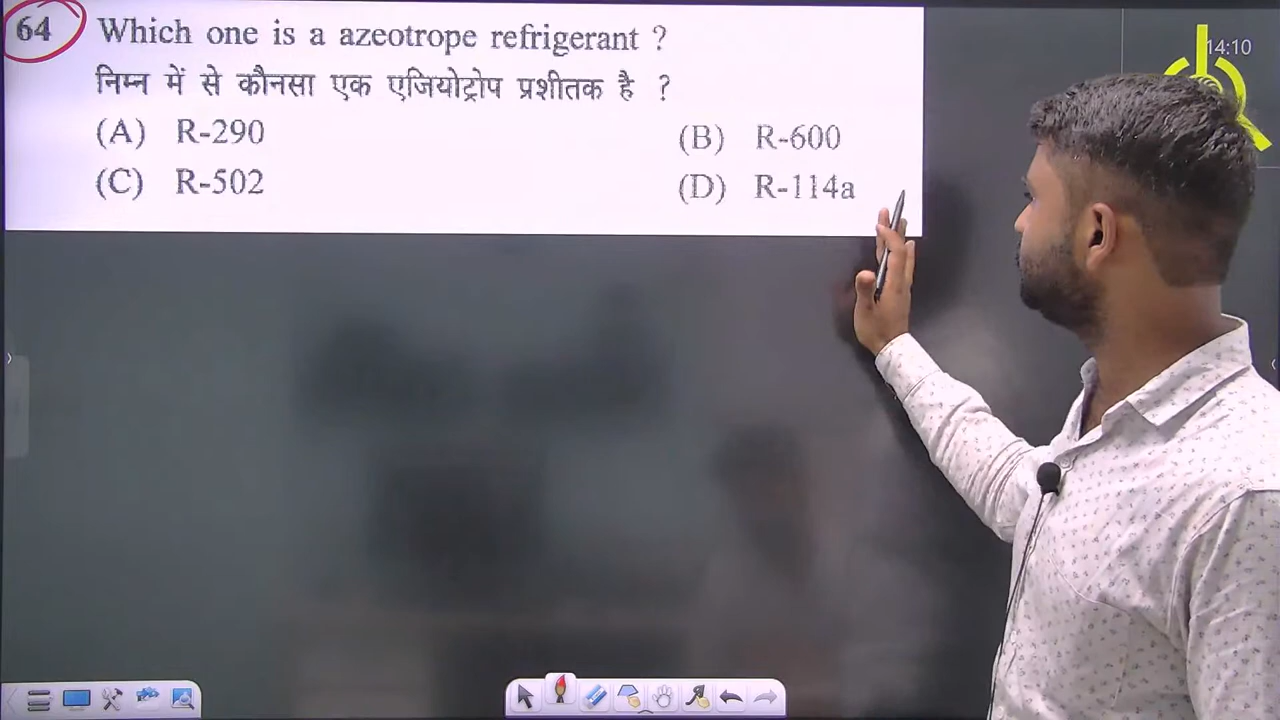 64 Which one is a azeotrope refrigerant ?
निम्न में से कौनसा एक एजियोट्रोप प्रशीतक है ?
(A) R-290 (B) R-600
(C) R-502 (D) R-114a
14:10